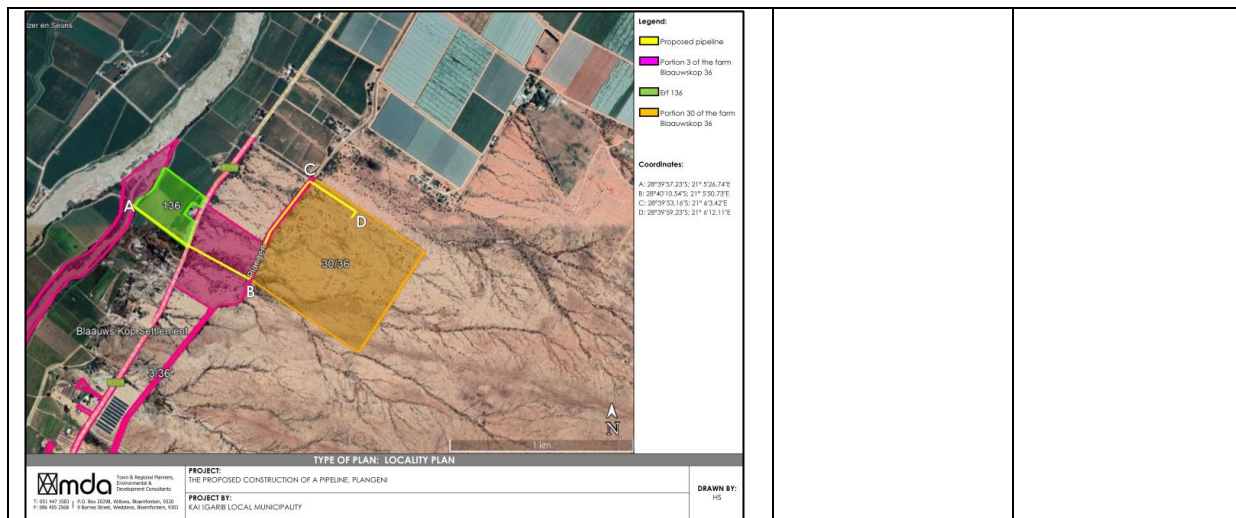 izer en Seuns
Legend:
Proposed pipeline
Portion 3 of the farm
Blaauwskop 36
Erf 136
Portion 30 of the farm
Blaauwskop 36
Coordinates:
A: 28°39'57.23"S; 21° 5'26.74"E
B: 28°40'10.54"S; 21° 5'50.73"E
C: 28°39'53.16"S; 21° 6'3.42"E
D: 28°39'59.23"S; 21° 6'12.11"E
C
A
136
D
Plangeni
30/36
B
Blaauws Kop Settlement
3/36
N
1 km
TYPE OF PLAN: LOCALITY PLAN
mda
Town & Regional Planners,
Environmental &
Development Consultants
T: 051 447 1583 | P.O. Box 20298, Willows, Bloemfontein, 9320
F: 086 455 2568 | 9 Barnes Street, Westdene, Bloemfontein, 9301
PROJECT:
THE PROPOSED CONSTRUCTION OF A PIPELINE, PLANGENI
PROJECT BY:
KAI !GARIB LOCAL MUNICIPALITY
DRAWN BY:
HS